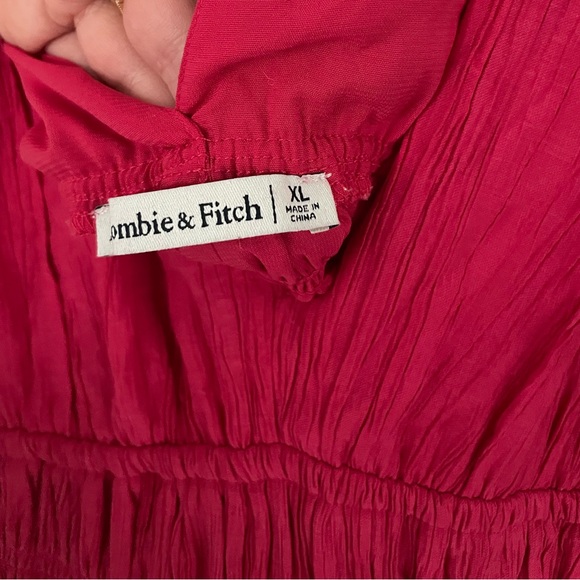 ombie & Fitch
XL
MADE IN
CHINA